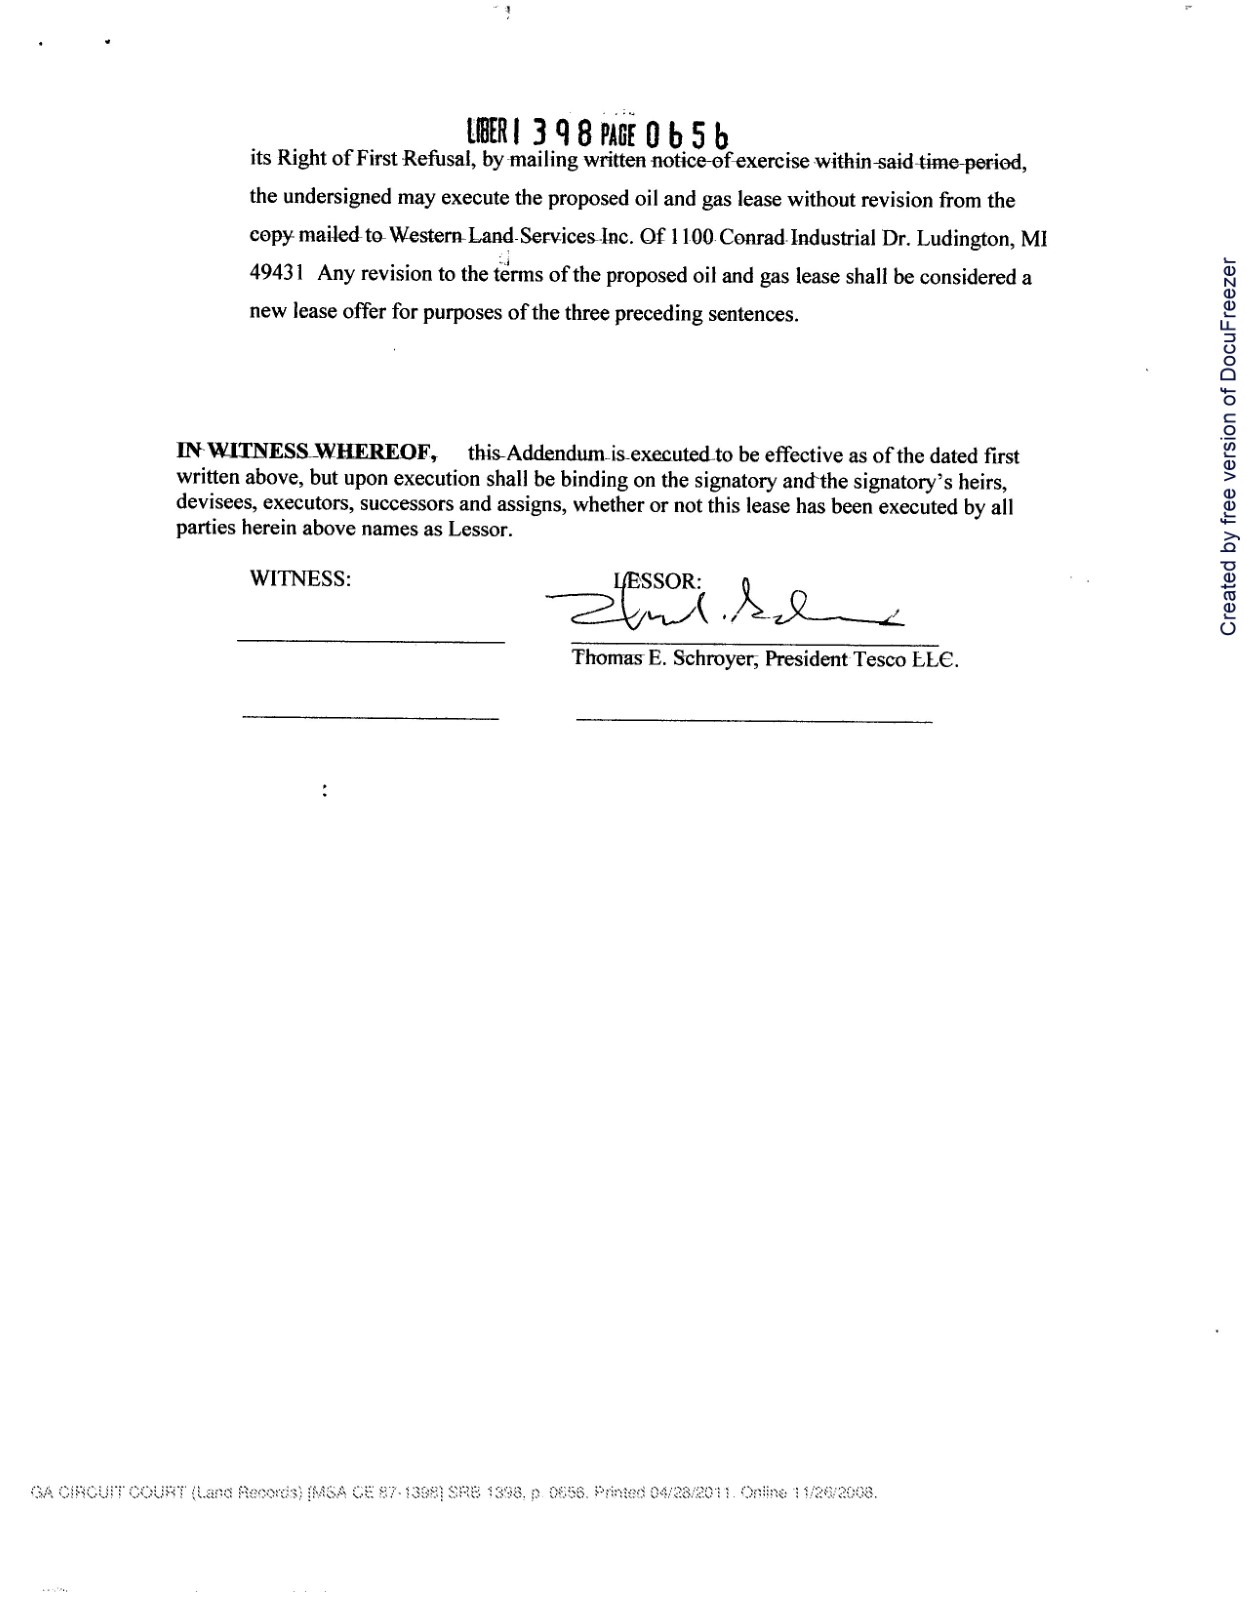 LIBER 1 3 9 8 PAGE 0 6 5 6
its Right of First Refusal, by mailing written notice of exercise within said time period,
the undersigned may execute the proposed oil and gas lease without revision from the
copy mailed to Western Land Services Inc. Of 1100 Conrad Industrial Dr. Ludington, MI
49431 Any revision to the terms of the proposed oil and gas lease shall be considered a
new lease offer for purposes of the three preceding sentences.
IN WITNESS WHEREOF, this Addendum is executed to be effective as of the dated first
written above, but upon execution shall be binding on the signatory and the signatory's heirs,
devisees, executors, successors and assigns, whether or not this lease has been executed by all
parties herein above names as Lessor.
WITNESS: LESSOR:
Thomas E. Schroyer, President Tesco LLC.
:
GA CIRCUIT COURT (Land Records) [MSA CE 87-1398] SRB 1398, p. 0656. Printed 04/28/2011. Online 11/26/2008.
Created by free version of DocuFreezer